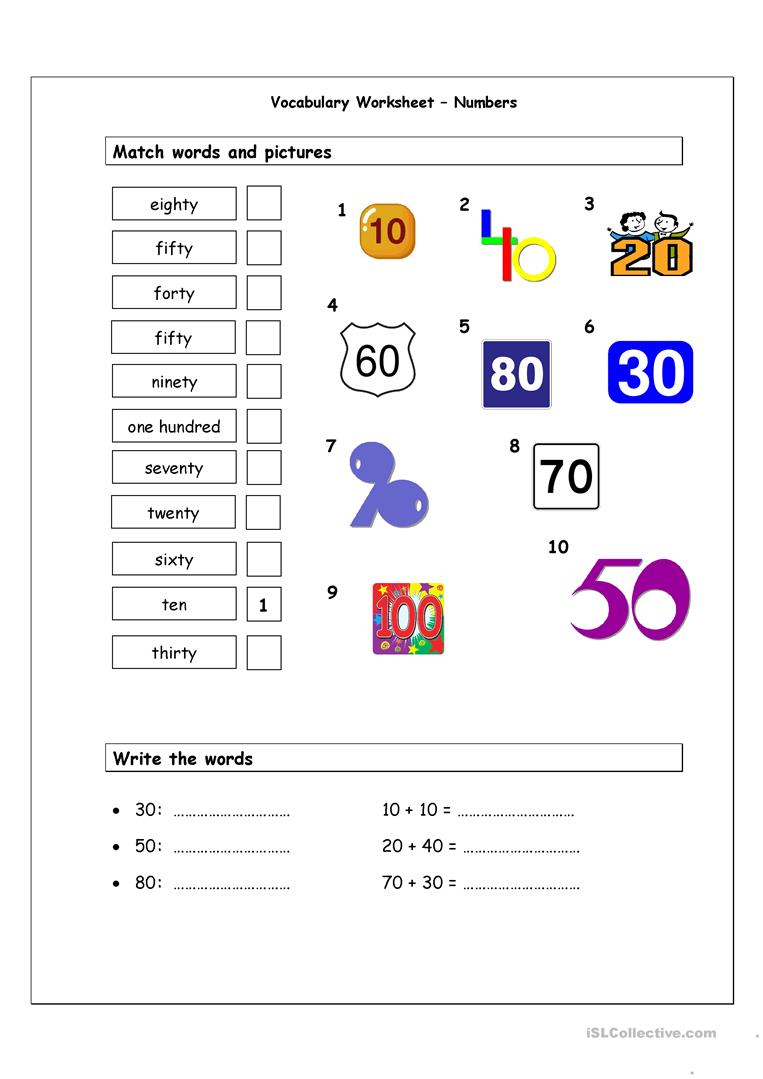 Vocabulary Worksheet – Numbers
Match words and pictures
eighty
fifty
forty
fifty
ninety
one hundred
seventy
twenty
sixty
ten 1
thirty
1 10
2 40
3 20
4 60
5 80
6 30
7 90
8 70
9 100
10 50
Write the words
• 30: ………………………… 10 + 10 = …………………………
• 50: ………………………… 20 + 40 = …………………………
• 80: ………………………… 70 + 30 = …………………………
iSLCollective.com